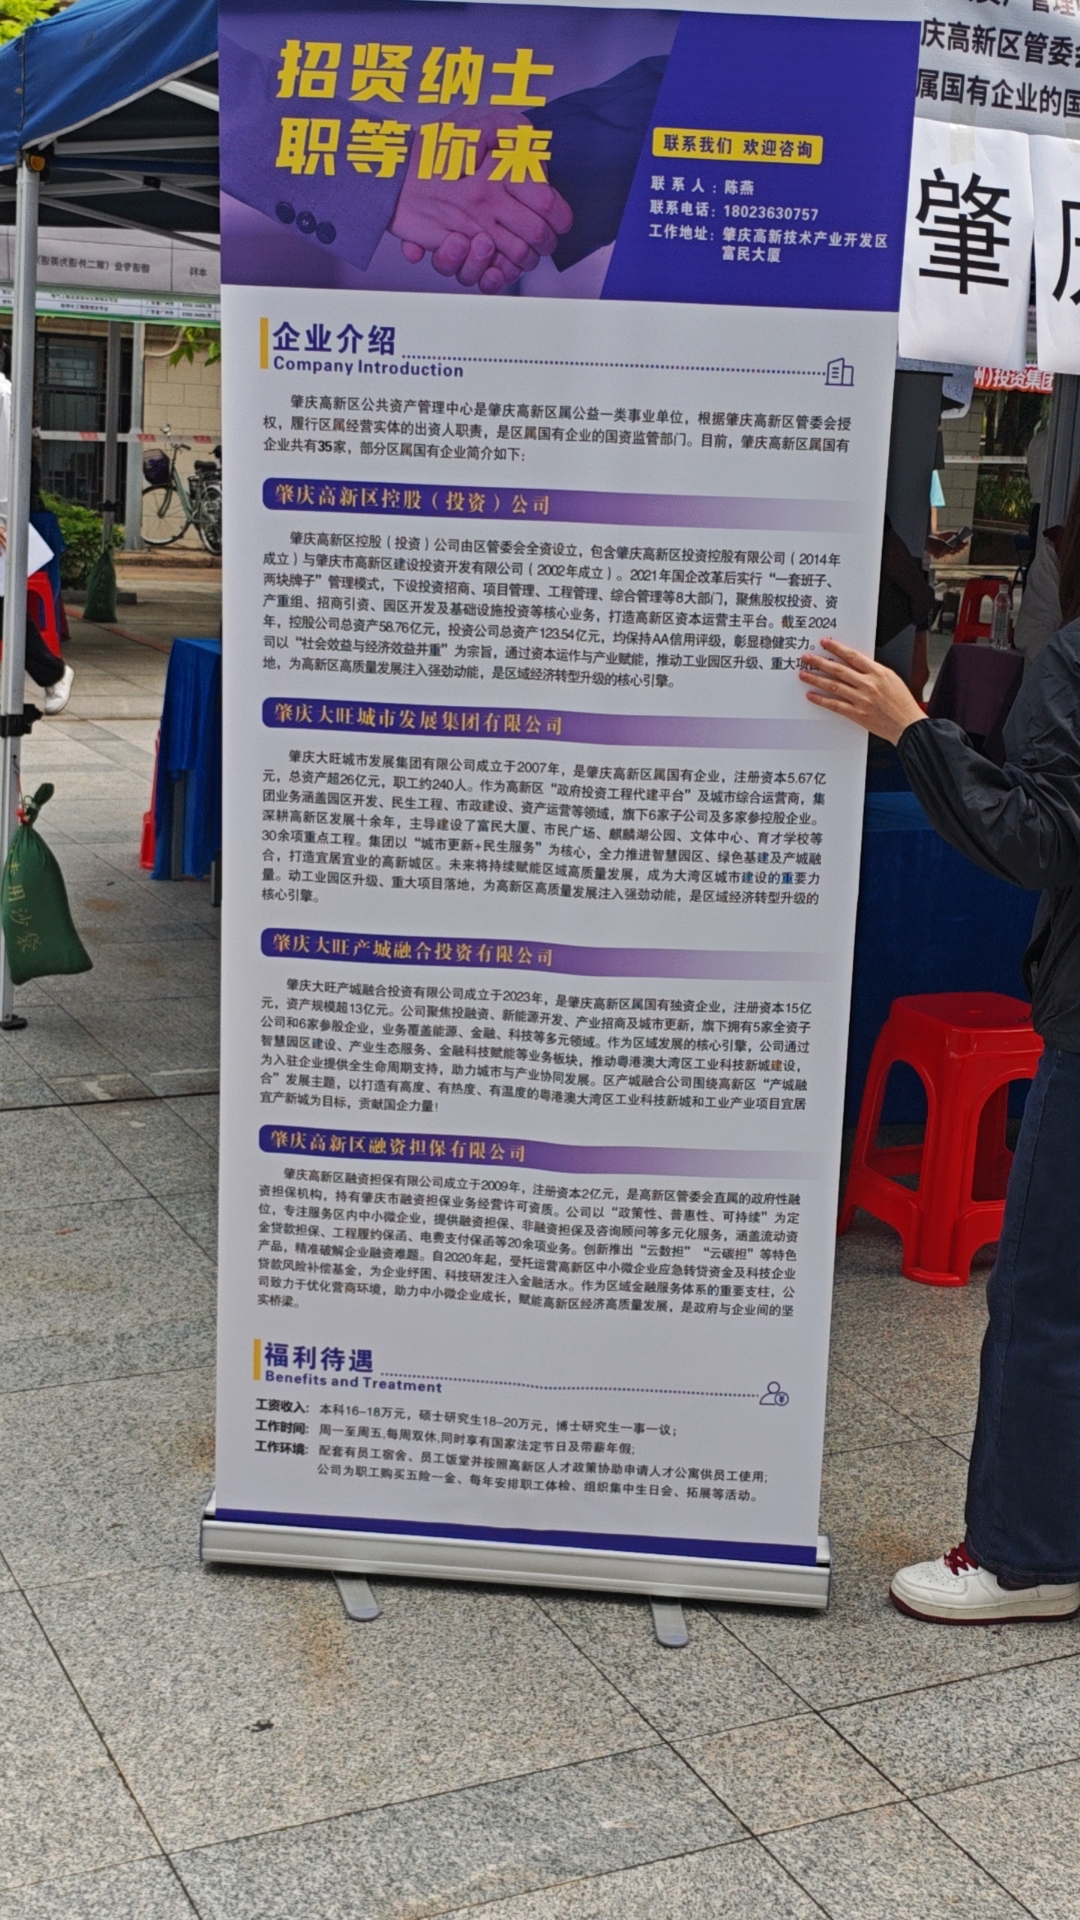 招贤纳士
职等你来
联系我们 欢迎咨询
联 系 人：陈燕
联系电话：18023630757
工作地址：肇庆高新技术产业开发区
富民大厦
企业介绍
Company Introduction
肇庆高新区公共资产管理中心是肇庆高新区属公益一类事业单位，根据肇庆高新区管委会授
权，履行区属经营实体的出资人职责，是区属国有企业的国资监管部门。目前，肇庆高新区属国有
企业共有35家，部分区属国有企业简介如下：
肇庆高新区控股（投资）公司
肇庆高新区控股（投资）公司由区管委会全资设立，包含肇庆高新区投资控股有限公司（2014年
成立）与肇庆市高新区建设投资开发有限公司（2002年成立）。2021年国企改革后实行“一套班子、
两块牌子”管理模式，下设投资招商、项目管理、工程管理、综合管理等8大部门，聚焦股权投资、资
产重组、招商引资、园区开发及基础设施投资等核心业务，打造高新区资本运营主平台。截至2024
年，控股公司总资产58.76亿元，投资公司总资产123.54亿元，均保持AA信用评级，彰显稳健实力。
司以“社会效益与经济效益并重”为宗旨，通过资本运作与产业赋能，推动工业园区升级、重大项
地，为高新区高质量发展注入强劲动能，是区域经济转型升级的核心引擎。
肇庆大旺城市发展集团有限公司
肇庆大旺城市发展集团有限公司成立于2007年，是肇庆高新区属国有企业，注册资本5.67亿
元，总资产超26亿元，职工约240人。作为高新区“政府投资工程代建平台”及城市综合运营商，集
团业务涵盖园区开发、民生工程、市政建设、资产运营等领域，旗下6家子公司及多家参控股企业。
深耕高新区发展十余年，主导建设了富民大厦、市民广场、麒麟湖公园、文体中心、育才学校等
30余项重点工程。集团以“城市更新+民生服务”为核心，全力推进智慧园区、绿色基建及产城融
合，打造宜居宜业的高新城区。未来将持续赋能区域高质量发展，成为大湾区城市建设的重要力
量。动工业园区升级、重大项目落地，为高新区高质量发展注入强劲动能，是区域经济转型升级的
核心引擎。
肇庆大旺产城融合投资有限公司
肇庆大旺产城融合投资有限公司成立于2023年，是肇庆高新区属国有独资企业，注册资本15亿
元，资产规模超13亿元。公司聚焦投融资、新能源开发、产业招商及城市更新，旗下拥有5家全资子
公司和6家参股企业，业务覆盖能源、金融、科技等多元领域。作为区域发展的核心引擎，公司通过
智慧园区建设、产业生态服务、金融科技赋能等业务板块，推动粤港澳大湾区工业科技新城建设，
为入驻企业提供全生命周期支持，助力城市与产业协同发展。区产城融合公司围绕高新区“产城融
合”发展主题，以打造有高度、有热度、有温度的粤港澳大湾区工业科技新城和工业产业项目宜居
宜产新城为目标，贡献国企力量！
肇庆高新区融资担保有限公司
肇庆高新区融资担保有限公司成立于2009年，注册资本2亿元，是高新区管委会直属的政府性融
资担保机构，持有肇庆市融资担保业务经营许可资质。公司以“政策性、普惠性、可持续”为定
位，专注服务区内中小微企业，提供融资担保、非融资担保及咨询顾问等多元化服务，涵盖流动资
金贷款担保、工程履约保函、电费支付保函等20余项业务。创新推出“云数担”“云碳担”等特色
产品，精准破解企业融资难题。自2020年起，受托运营高新区中小微企业应急转贷资金及科技企业
贷款风险补偿基金，为企业纾困、科技研发注入金融活水。作为区域金融服务体系的重要支柱，公
司致力于优化营商环境，助力中小微企业成长，赋能高新区经济高质量发展，是政府与企业间的坚
实桥梁。
福利待遇
Benefits and Treatment
工资收入：本科16-18万元，硕士研究生18-20万元，博士研究生一事一议；
工作时间：周一至周五,每周双休,同时享有国家法定节日及带薪年假;
工作环境：配套有员工宿舍、员工饭堂并按照高新区人才政策协助申请人才公寓供员工使用;
公司为职工购买五险一金、每年安排职工体检、组织集中生日会、拓展等活动。
庆高新区管委会
属国有企业的国
肇
投资集团
专用沙袋